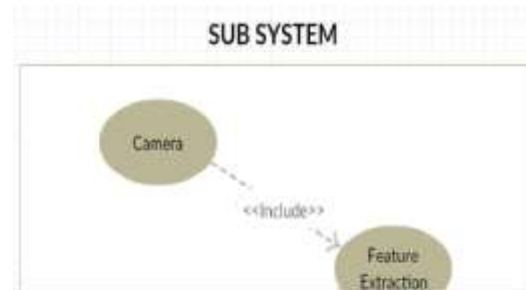 SUB SYSTEM
Camera
<<Include>>
Feature
Extraction